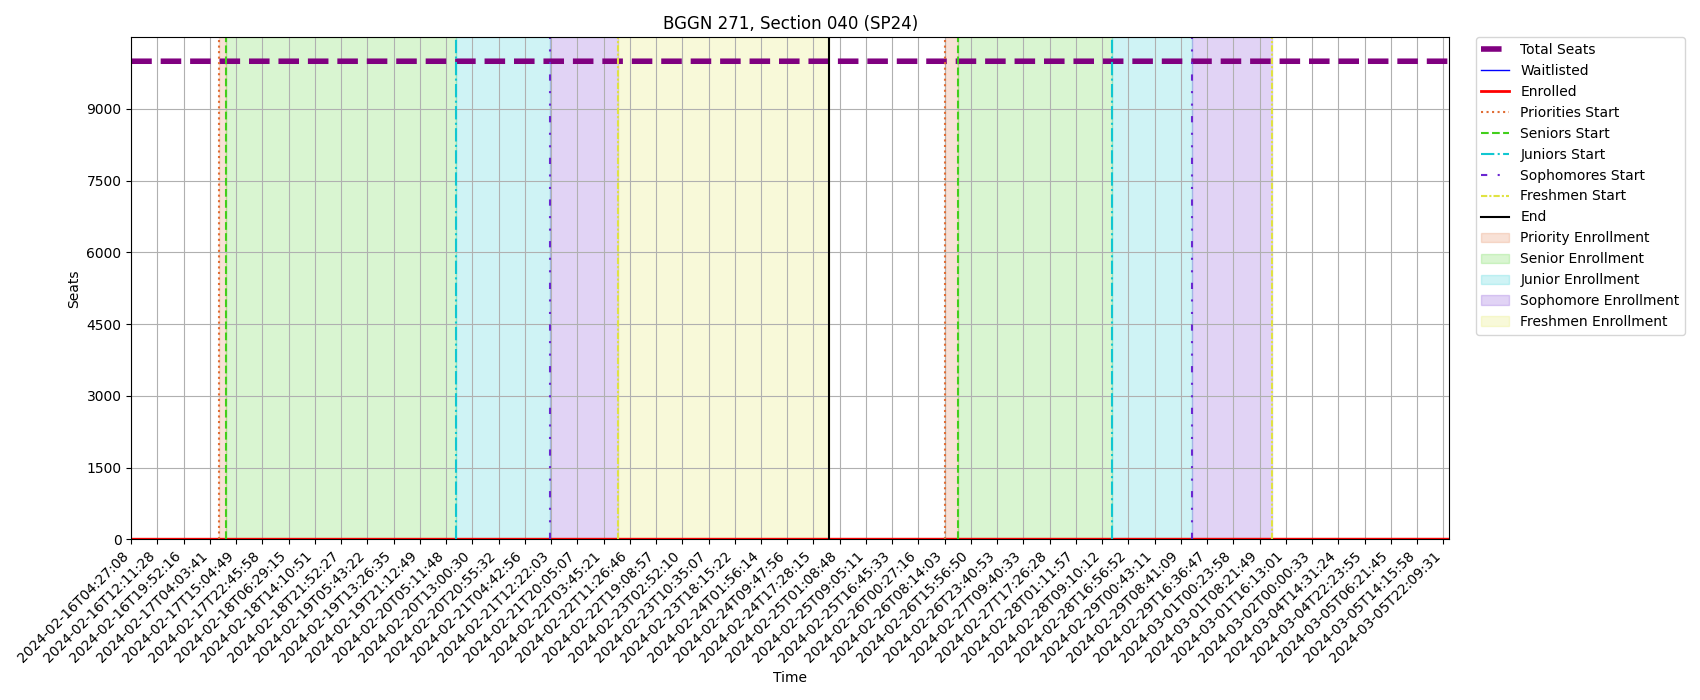 BGGN 271, Section 040 (SP24)
Total Seats
Waitlisted
Enrolled
Priorities Start
Seniors Start
Juniors Start
Sophomores Start
Freshmen Start
End
Priority Enrollment
Senior Enrollment
Junior Enrollment
Sophomore Enrollment
Freshmen Enrollment
Seats
9000
7500
6000
4500
3000
1500
0
2024-02-16T04:27:08
2024-02-16T12:11:28
2024-02-16T19:52:16
2024-02-17T04:03:41
2024-02-17T15:04:49
2024-02-17T22:45:58
2024-02-18T06:29:15
2024-02-18T14:10:51
2024-02-18T21:52:27
2024-02-19T05:43:22
2024-02-19T13:26:35
2024-02-19T21:12:49
2024-02-20T05:11:48
2024-02-20T13:00:30
2024-02-20T20:55:32
2024-02-21T04:42:56
2024-02-21T12:22:03
2024-02-21T20:05:07
2024-02-22T03:45:21
2024-02-22T11:26:46
2024-02-22T19:08:57
2024-02-23T02:52:10
2024-02-23T10:35:07
2024-02-23T18:15:22
2024-02-24T01:56:14
2024-02-24T09:47:56
2024-02-24T17:28:15
2024-02-25T01:08:48
2024-02-25T09:05:11
2024-02-25T16:45:33
2024-02-26T00:27:16
2024-02-26T08:14:03
2024-02-26T15:56:50
2024-02-26T23:40:53
2024-02-27T09:40:33
2024-02-27T17:26:28
2024-02-28T01:11:57
2024-02-28T09:10:12
2024-02-28T16:56:52
2024-02-29T00:43:11
2024-02-29T08:41:09
2024-02-29T16:36:47
2024-03-01T00:23:58
2024-03-01T08:21:49
2024-03-01T16:13:01
2024-03-02T00:00:33
2024-03-04T14:31:24
2024-03-04T22:23:55
2024-03-05T06:21:45
2024-03-05T14:15:58
2024-03-05T22:09:31
Time